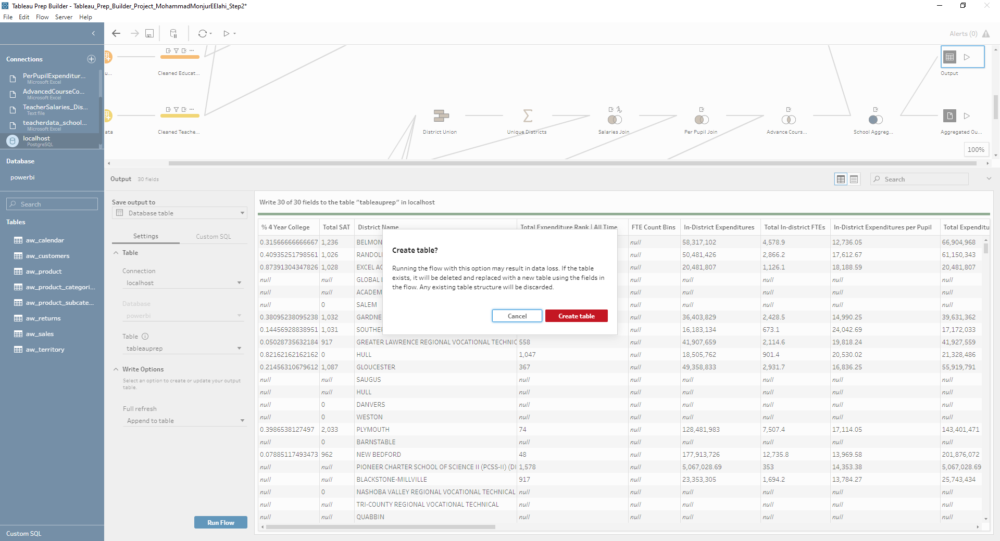 Tableau Prep Builder - Tableau_Prep_Builder_Project_MohammadMonjurEElahi_Step2*
File Edit Flow Server Help
Alerts (0)
Connections
PerPupilExpenditur...
Microsoft Excel
AdvancedCourseCo...
Microsoft Excel
TeacherSalaries_Dis...
Text file
teacherdata_school...
Microsoft Excel
localhost
PostgreSQL
Database
powerbi
Search
Tables
aw_calendar
aw_customers
aw_product
aw_product_categori...
aw_product_subcate...
aw_returns
aw_sales
aw_territory
Custom SQL
u...
Cleaned Educat...
Output
ata
Cleaned Teache...
District Union
Unique Districts
Salaries Join
Per Pupil Join
Advance Cours...
School Aggreg...
Aggregated Ou...
100%
Output 30 fields
Search
Save output to
Database table
Settings Custom SQL
Table
Connection
localhost
Database
powerbi
Table
tableauprep
Write Options
Select an option to create or update your output
table.
Full refresh
Append to table
Run Flow
Write 30 of 30 fields to the table "tableauprep" in localhost
% 4 Year College Total SAT District Name Total Expenditure Rank | All Time FTE Count Bins In-District Expenditures Total In-district FTEs In-District Expenditures per Pupil Total Expenditu
0.31566666666667 1,236 BELMON null 58,317,102 4,578.9 12,736.05 66,904,968
0.40935251798561 1,026 RANDOL null 50,481,426 2,866.2 17,612.67 61,150,343
0.87391304347826 1,028 EXCEL AC null 20,481,807 1,126.1 18,188.59 20,481,807
null null GLOBAL L null null null null null
null null ACADEM null null null null null
null 0 SALEM null null null null null
0.38095238095238 1,032 GARDNE null 36,403,829 2,428.5 14,990.25 39,631,362
0.14456928838951 1,031 SOUTHER null 16,183,134 673.1 24,042.69 17,172,033
0.05028735632184 917 GREATER LAWRENCE REGIONAL VOCATIONAL TECHNIC 558 null 41,907,659 2,114.6 19,818.24 41,927,559
0.82162162162162 0 HULL 1,047 null 18,505,762 901.4 20,530.02 21,328,486
0.21456310679612 1,087 GLOUCESTER 367 null 49,358,833 2,931.7 16,836.25 55,919,791
null null SAUGUS null null null null null null
null null HULL null null null null null null
null 0 DANVERS null null null null null null
null 0 WESTON null null null null null null
0.3986538127497 2,033 PLYMOUTH 74 null 128,481,983 7,507.4 17,114.05 143,401,471
null 0 BARNSTABLE null null null null null null
0.07885117493473 962 NEW BEDFORD 48 null 177,913,726 12,735.8 13,969.58 201,876,072
null null PIONEER CHARTER SCHOOL OF SCIENCE II (PCSS-II) (DI 1,578 null 5,067,028.69 353 14,353.38 5,067,028.69
null null BLACKSTONE-MILLVILLE 917 null 23,353,305 1,694.2 13,784.27 25,743,434
null 0 NASHOBA VALLEY REGIONAL VOCATIONAL TECHNICAL null null null null null null
null null TRI-COUNTY REGIONAL VOCATIONAL TECHNICAL null null null null null null
null null QUABBIN null null null null null null
Create table?
Running the flow with this option may result in data loss. If the table
exists, it will be deleted and replaced with a new table using the fields in
the flow. Any existing table structure will be discarded.
Cancel Create table